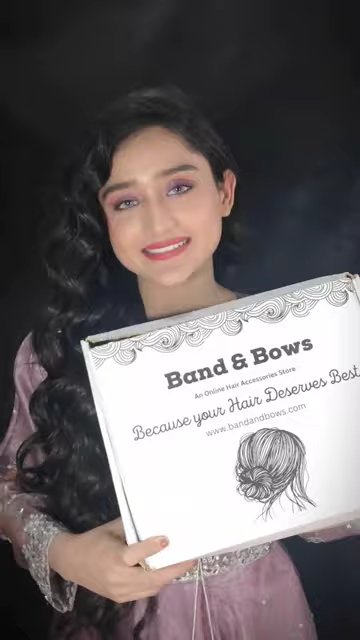 Band & Bows
An Online Hair Accessories Store
Because your Hair Deserves Best
www.bandandbows.com